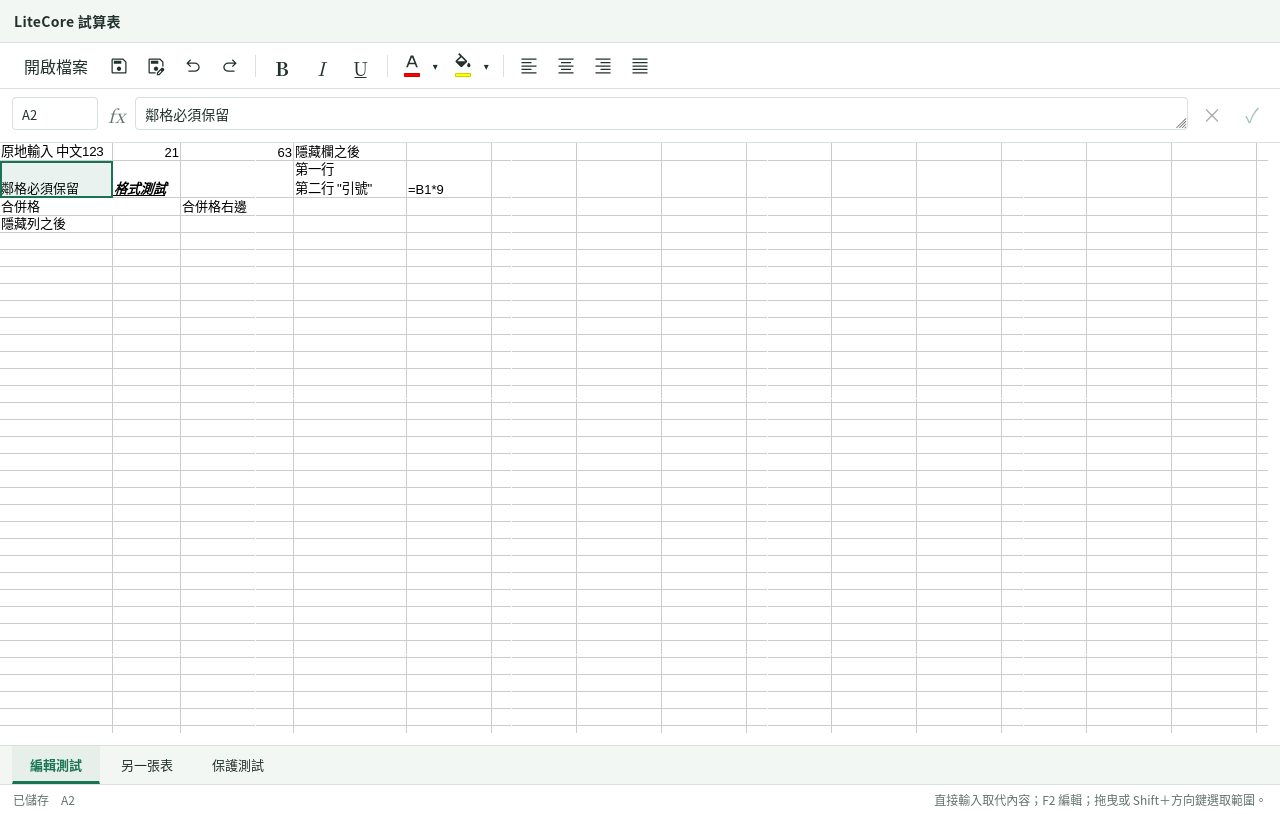 LiteCore 試算表
開啟檔案 B I U A ▾ ▾
A2 fx 鄰格必須保留
原地輸入 中文123 21 63 隱藏欄之後
第一行
鄰格必須保留 格式測試 第二行 "引號" =B1*9
合併格 合併格右邊
隱藏列之後
編輯測試 另一張表 保護測試
已儲存 A2 直接輸入取代內容；F2 編輯；拖曳或 Shift＋方向鍵選取範圍。